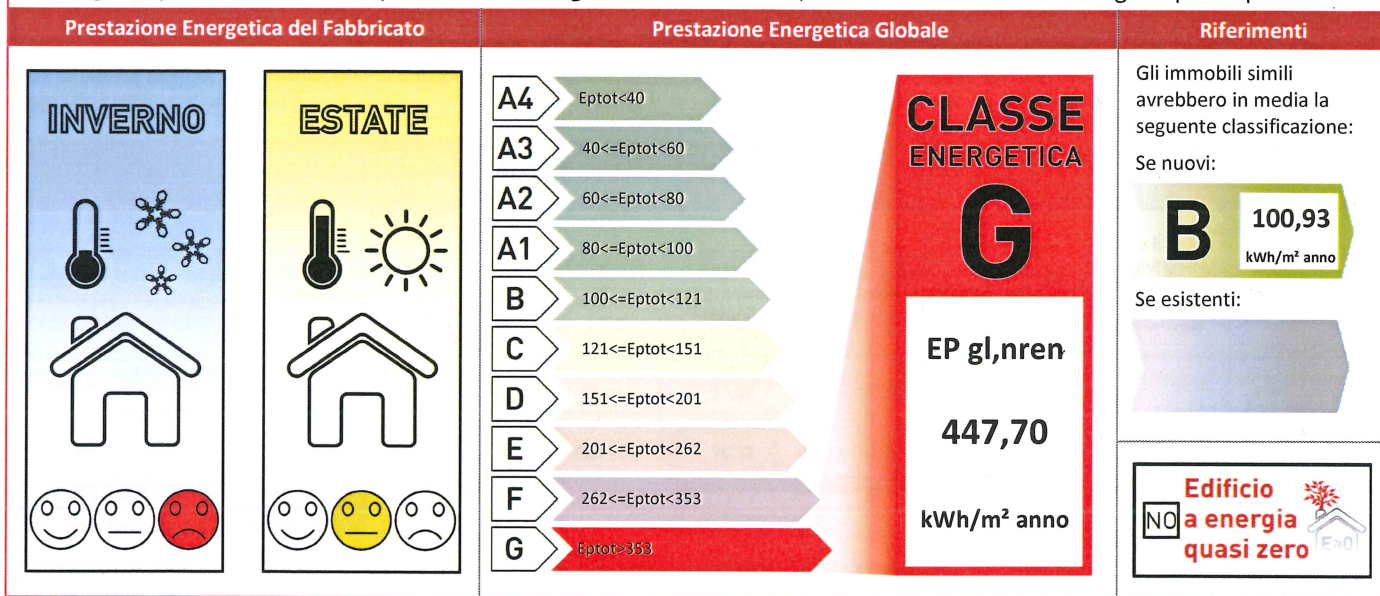 Prestazione Energetica del Fabbricato
Prestazione Energetica Globale
Riferimenti
INVERNO
ESTATE
A4 Eptot<40
A3 40<=Eptot<60
A2 60<=Eptot<80
A1 80<=Eptot<100
B 100<=Eptot<121
C 121<=Eptot<151
D 151<=Eptot<201
E 201<=Eptot<262
F 262<=Eptot<353
G Eptot>353
CLASSE
ENERGETICA
G
EP gl,nren
447,70
kWh/m² anno
Gli immobili simili
avrebbero in media la
seguente classificazione:
Se nuovi:
B 100,93
kWh/m² anno
Se esistenti:
Edificio
NO a energia
quasi zero
E≅0